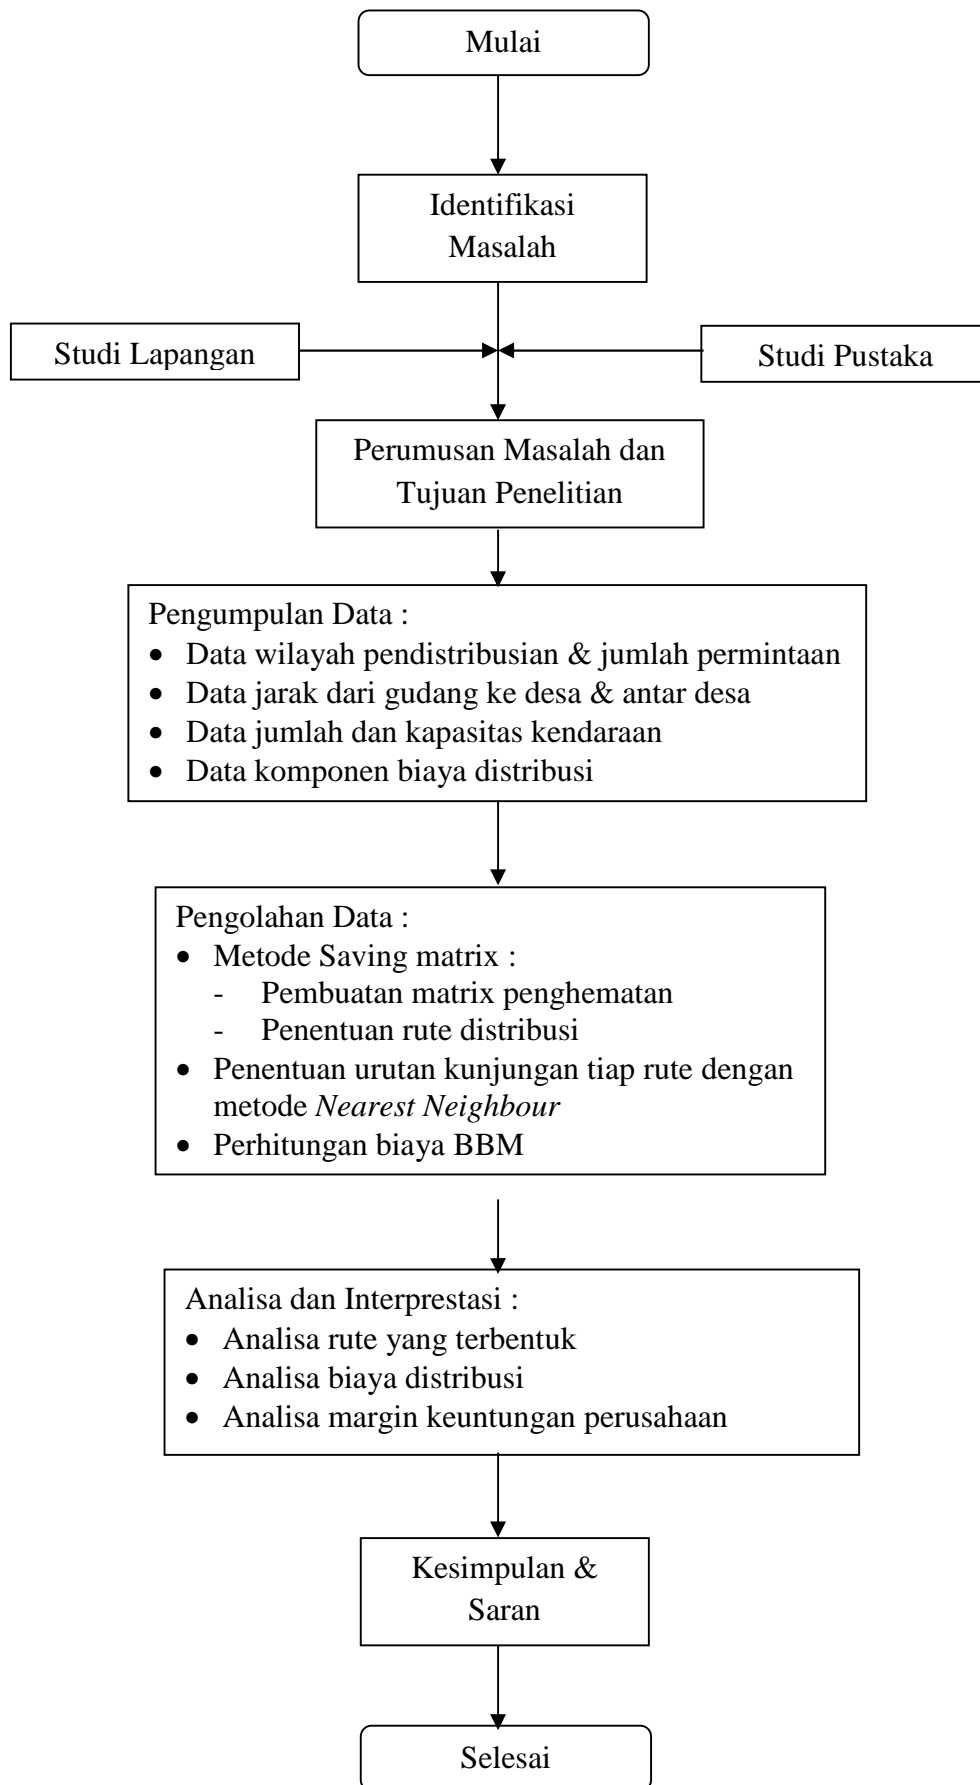 Mulai
Identifikasi
Masalah
Studi Lapangan
Studi Pustaka
Perumusan Masalah dan
Tujuan Penelitian
Pengumpulan Data :
• Data wilayah pendistribusian & jumlah permintaan
• Data jarak dari gudang ke desa & antar desa
• Data jumlah dan kapasitas kendaraan
• Data komponen biaya distribusi
Pengolahan Data :
• Metode Saving matrix :
- Pembuatan matrix penghematan
- Penentuan rute distribusi
• Penentuan urutan kunjungan tiap rute dengan
metode Nearest Neighbour
• Perhitungan biaya BBM
Analisa dan Interprestasi :
• Analisa rute yang terbentuk
• Analisa biaya distribusi
• Analisa margin keuntungan perusahaan
Kesimpulan &
Saran
Selesai